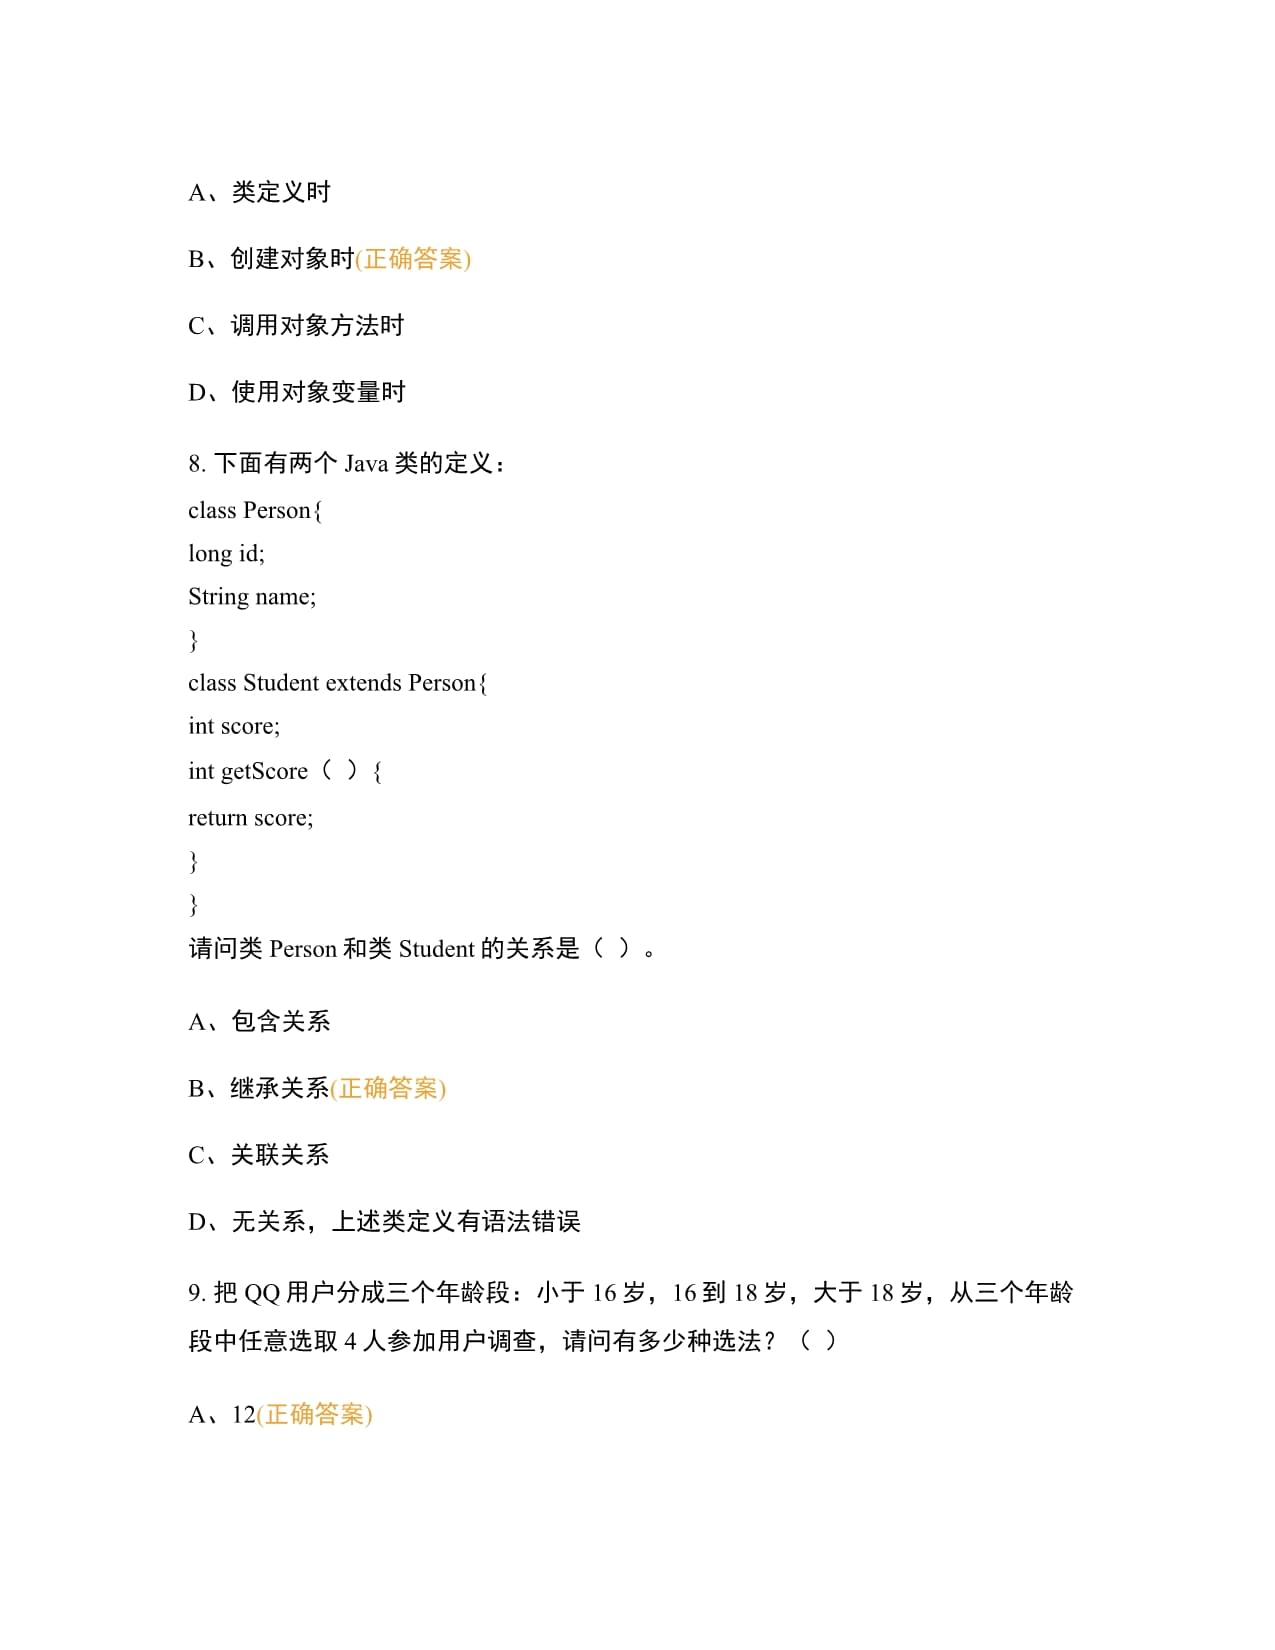 A、类定义时
B、创建对象时(正确答案)
C、调用对象方法时
D、使用对象变量时
8. 下面有两个 Java 类的定义：
class Person{
long id;
String name;
}
class Student extends Person{
int score;
int getScore（ ）{
return score;
}
}
请问类 Person 和类 Student 的关系是（ ）。
A、包含关系
B、继承关系(正确答案)
C、关联关系
D、无关系，上述类定义有语法错误
9. 把 QQ 用户分成三个年龄段：小于 16 岁，16 到 18 岁，大于 18 岁，从三个年龄
段中任意选取 4 人参加用户调查，请问有多少种选法？（ ）
A、12(正确答案)